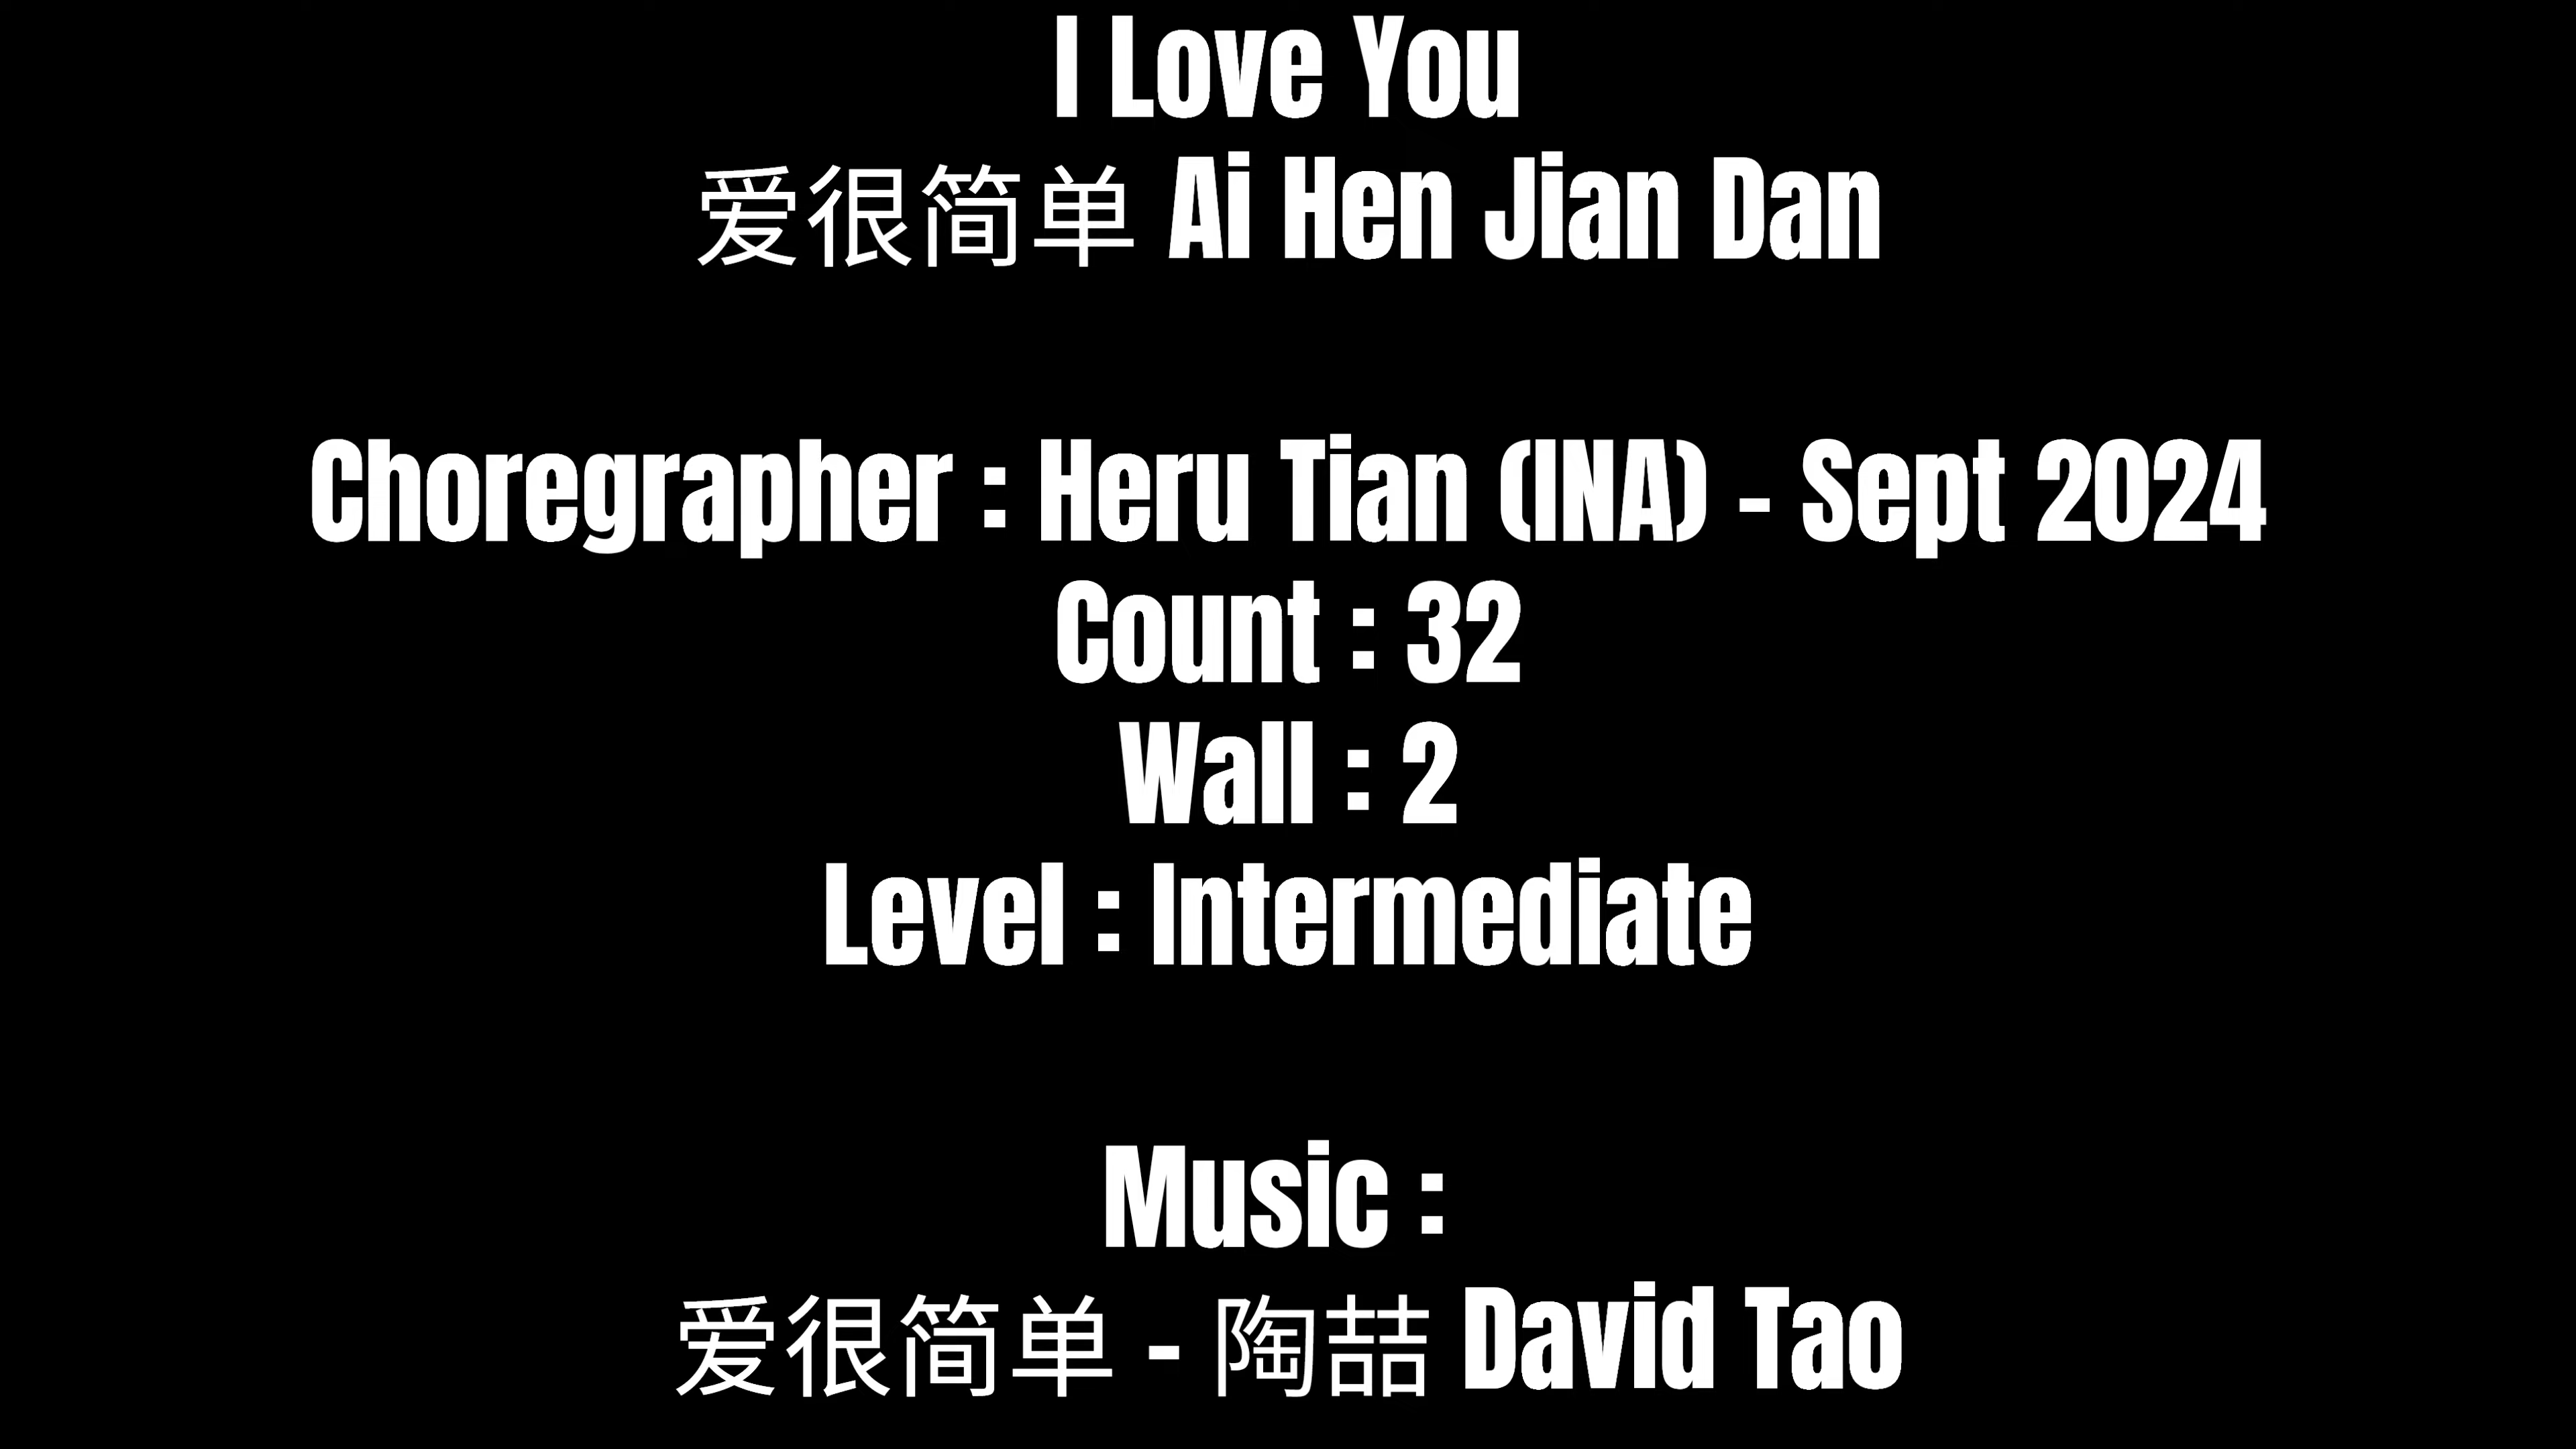 I Love You
爱很简单 Ai Hen Jian Dan
Choregrapher : Heru Tian (INA) - Sept 2024
Count : 32
Wall : 2
Level : Intermediate
Music :
爱很简单 - 陶喆 David Tao